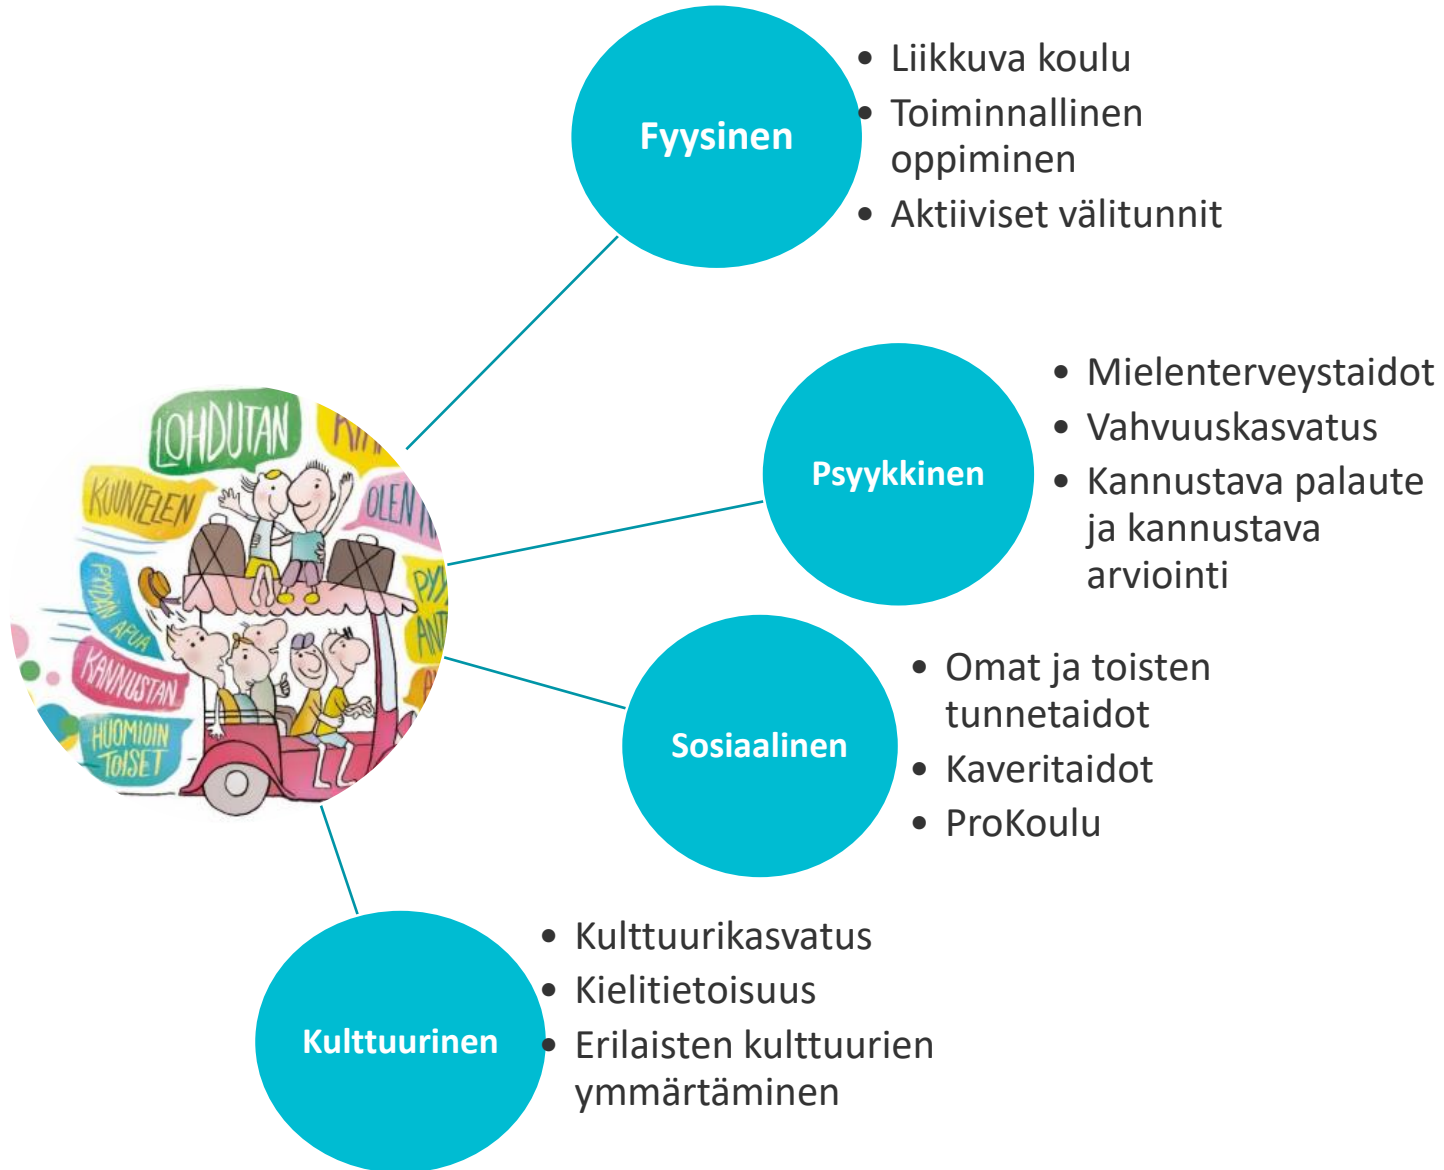 Fyysinen
• Liikkuva koulu
• Toiminnallinen
oppiminen
• Aktiiviset välitunnit
Psyykkinen
• Mielenterveystaidot
• Vahvuuskasvatus
• Kannustava palaute
ja kannustava
arviointi
Sosiaalinen
• Omat ja toisten
tunnetaidot
• Kaveritaidot
• ProKoulu
Kulttuurinen
• Kulttuurikasvatus
• Kielitietoisuus
• Erilaisten kulttuurien
ymmärtäminen
LOHDUTAN
KUUNTELEN
OLEN
PYYDÄN APUA
KANNUSTAN
HUOMIOIN
TOISET